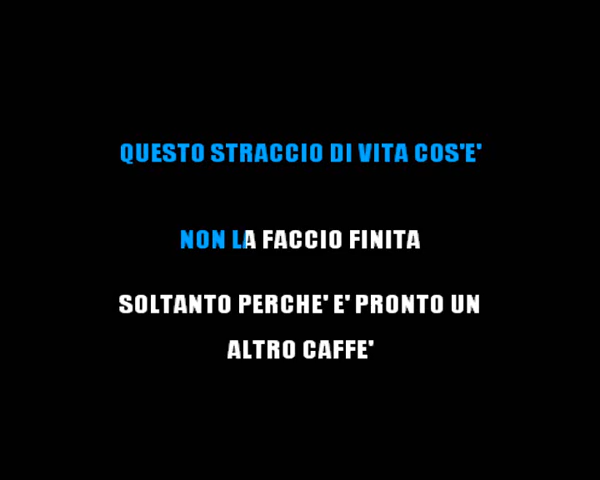 QUESTO STRACCIO DI VITA COS'E'
NON LA FACCIO FINITA
SOLTANTO PERCHE' E' PRONTO UN
ALTRO CAFFE'